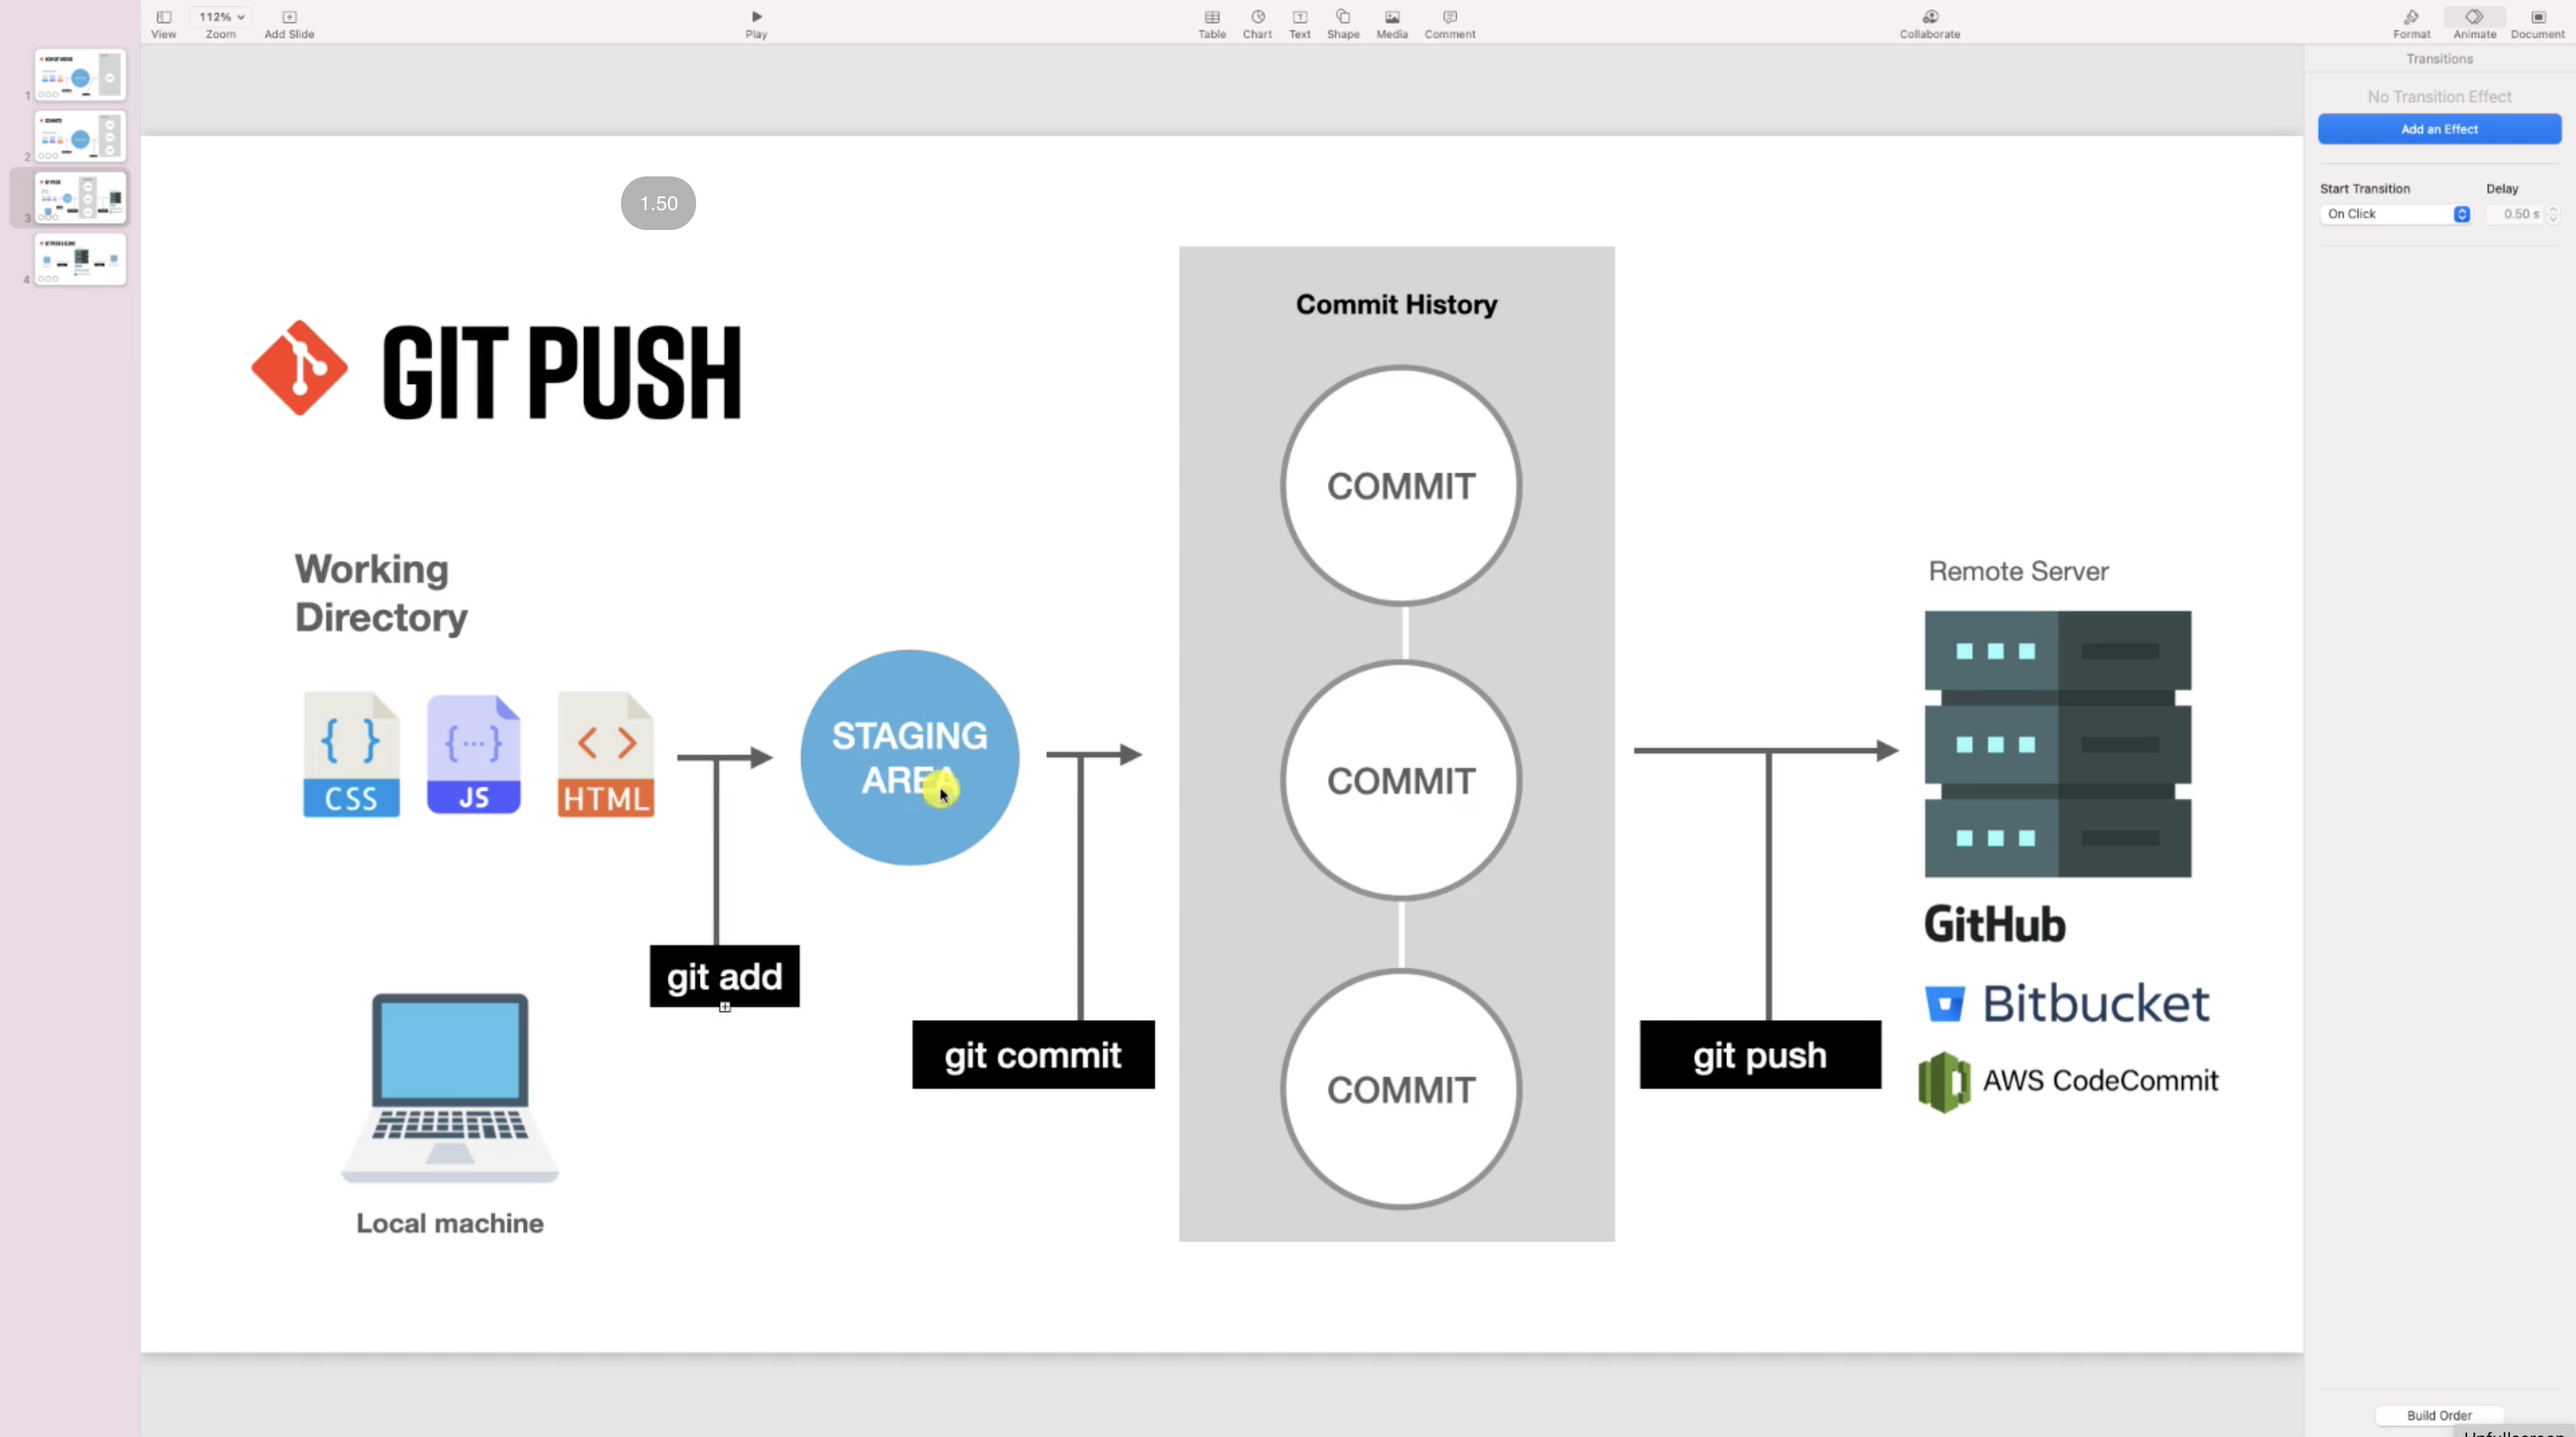 112%
View
Zoom
Add Slide
Play
Table
Chart
Text
Shape
Media
Comment
Collaborate
Format
Animate
Document
Transitions
No Transition Effect
Add an Effect
Start Transition
Delay
On Click
0.50 s
1
2
3
4
1.50
GIT PUSH
Commit History
COMMIT
COMMIT
COMMIT
Working
Directory
CSS
JS
HTML
STAGING
AREA
git add
git commit
git push
Local machine
Remote Server
GitHub
Bitbucket
AWS CodeCommit
Build Order